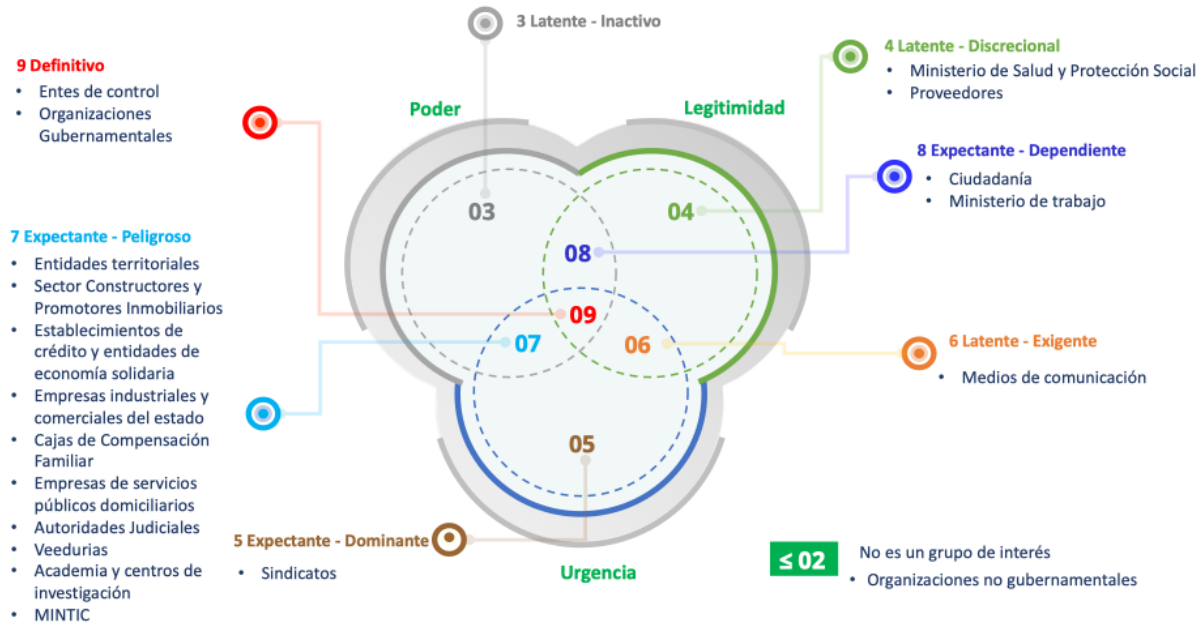 3 Latente - Inactivo
9 Definitivo
• Entes de control
• Organizaciones
Gubernamentales
Poder
Legitimidad
4 Latente - Discrecional
• Ministerio de Salud y Protección Social
• Proveedores
8 Expectante - Dependiente
• Ciudadanía
• Ministerio de trabajo
03
04
08
09
07
06
05
7 Expectante - Peligroso
• Entidades territoriales
• Sector Constructores y
Promotores Inmobiliarios
• Establecimientos de
crédito y entidades de
economía solidaria
• Empresas industriales y
comerciales del estado
• Cajas de Compensación
Familiar
• Empresas de servicios
públicos domiciliarios
• Autoridades Judiciales
• Veedurias
• Academia y centros de
investigación
• MINTIC
6 Latente - Exigente
• Medios de comunicación
5 Expectante - Dominante
• Sindicatos
Urgencia
≤ 02
No es un grupo de interés
• Organizaciones no gubernamentales